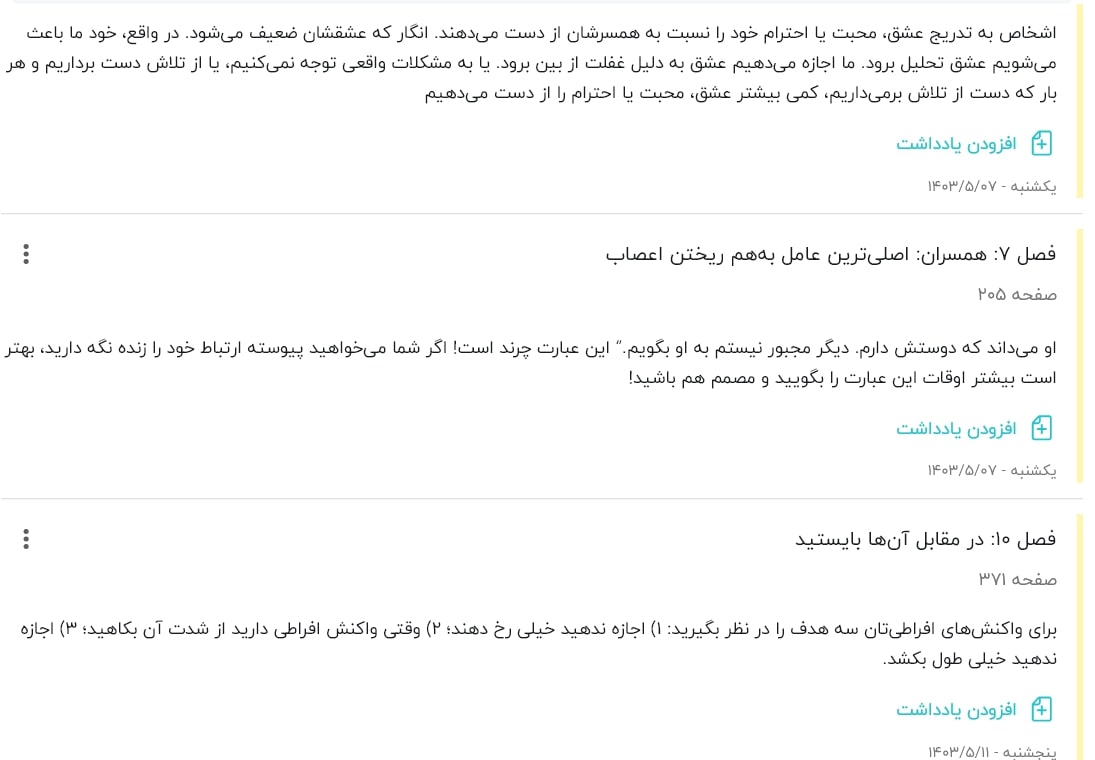 اشخاص به تدریج عشق، محبت یا احترام خود را نسبت به همسرشان از دست می‌دهند. انگار که عشقشان ضعیف می‌شود. در واقع، خود ما باعث
می‌شویم عشق تحلیل برود. ما اجازه می‌دهیم عشق به دلیل غفلت از بین برود. یا به مشکلات واقعی توجه نمی‌کنیم، یا از تلاش دست برداریم و هر
بار که دست از تلاش برمی‌داریم، کمی بیشتر عشق، محبت یا احترام را از دست می‌دهیم
افزودن یادداشت
یکشنبه - ۱۴۰۳/۵/۰۷
فصل ۷: همسران: اصلی‌ترین عامل به‌هم ریختن اعصاب
صفحه ۲۰۵
او می‌داند که دوستش دارم. دیگر مجبور نیستم به او بگویم.” این عبارت چرند است! اگر شما می‌خواهید پیوسته ارتباط خود را زنده نگه دارید، بهتر
است بیشتر اوقات این عبارت را بگویید و مصمم هم باشید!
افزودن یادداشت
یکشنبه - ۱۴۰۳/۵/۰۷
فصل ۱۰: در مقابل آن‌ها بایستید
صفحه ۳۷۱
برای واکنش‌های افراطی‌تان سه هدف را در نظر بگیرید: ۱) اجازه ندهید خیلی رخ دهند؛ ۲) وقتی واکنش افراطی دارید از شدت آن بکاهید؛ ۳) اجازه
ندهید خیلی طول بکشد.
افزودن یادداشت
پنجشنبه - ۱۴۰۳/۵/۱۱